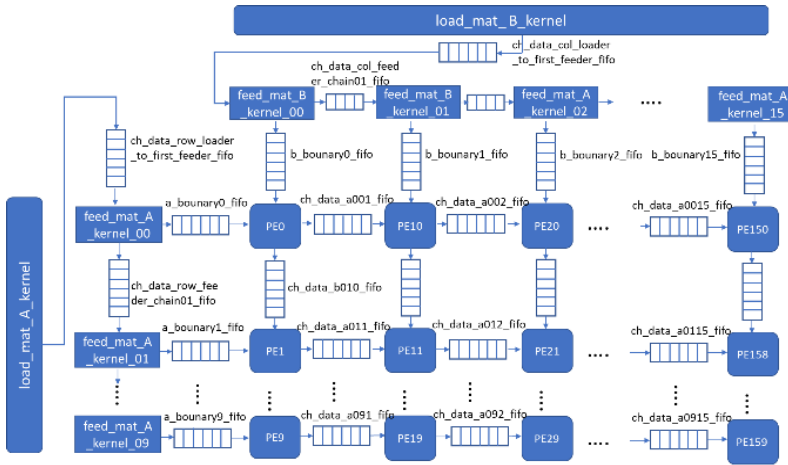 load_mat_ B_kernel
ch_data_col_loader
_to_first_feeder_fifo
ch_data_col_feed
er_chain01_fifo
feed_mat_B
_kernel_00
feed_mat_B
_kernel_01
feed_mat_A
_kernel_02
....
feed_mat_A
_kernel_15
ch_data_row_loader
_to_first_feeder_fifo
b_bounary0_fifo
b_bounary1_fifo
b_bounary2_fifo
b_bounary15_fifo
load_mat_A_kernel
feed_mat_A
_kernel_00
a_bounary0_fifo
PE0
ch_data_a001_fifo
PE10
ch_data_a002_fifo
PE20
....
ch_data_a0015_fifo
PE150
ch_data_row_fee
der_chain01_fifo
ch_data_b010_fifo
feed_mat_A
_kernel_01
a_bounary1_fifo
PE1
ch_data_a011_fifo
PE11
ch_data_a012_fifo
PE21
....
ch_data_a0115_fifo
PE158
feed_mat_A
_kernel_09
a_bounary9_fifo
PE9
ch_data_a091_fifo
PE19
ch_data_a092_fifo
PE29
....
ch_data_a0915_fifo
PE159